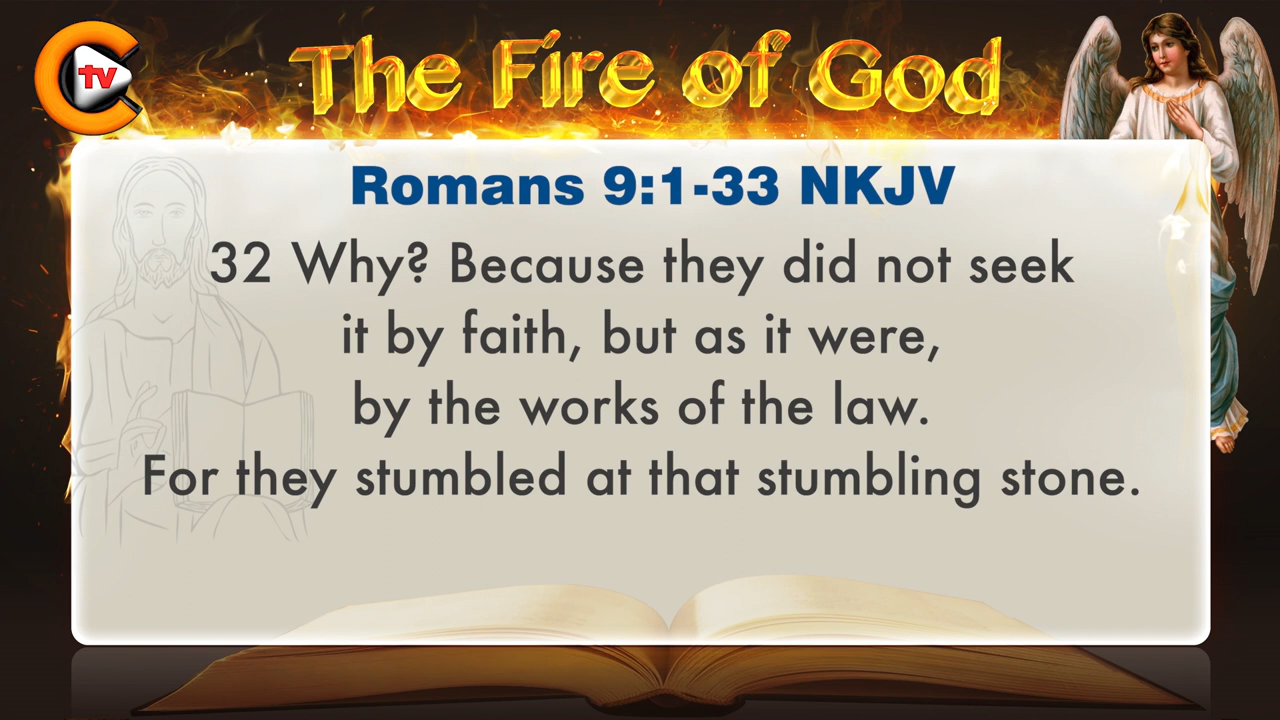 C
tv
The Fire of God
Romans 9:1-33 NKJV
32 Why? Because they did not seek
it by faith, but as it were,
by the works of the law.
For they stumbled at that stumbling stone.